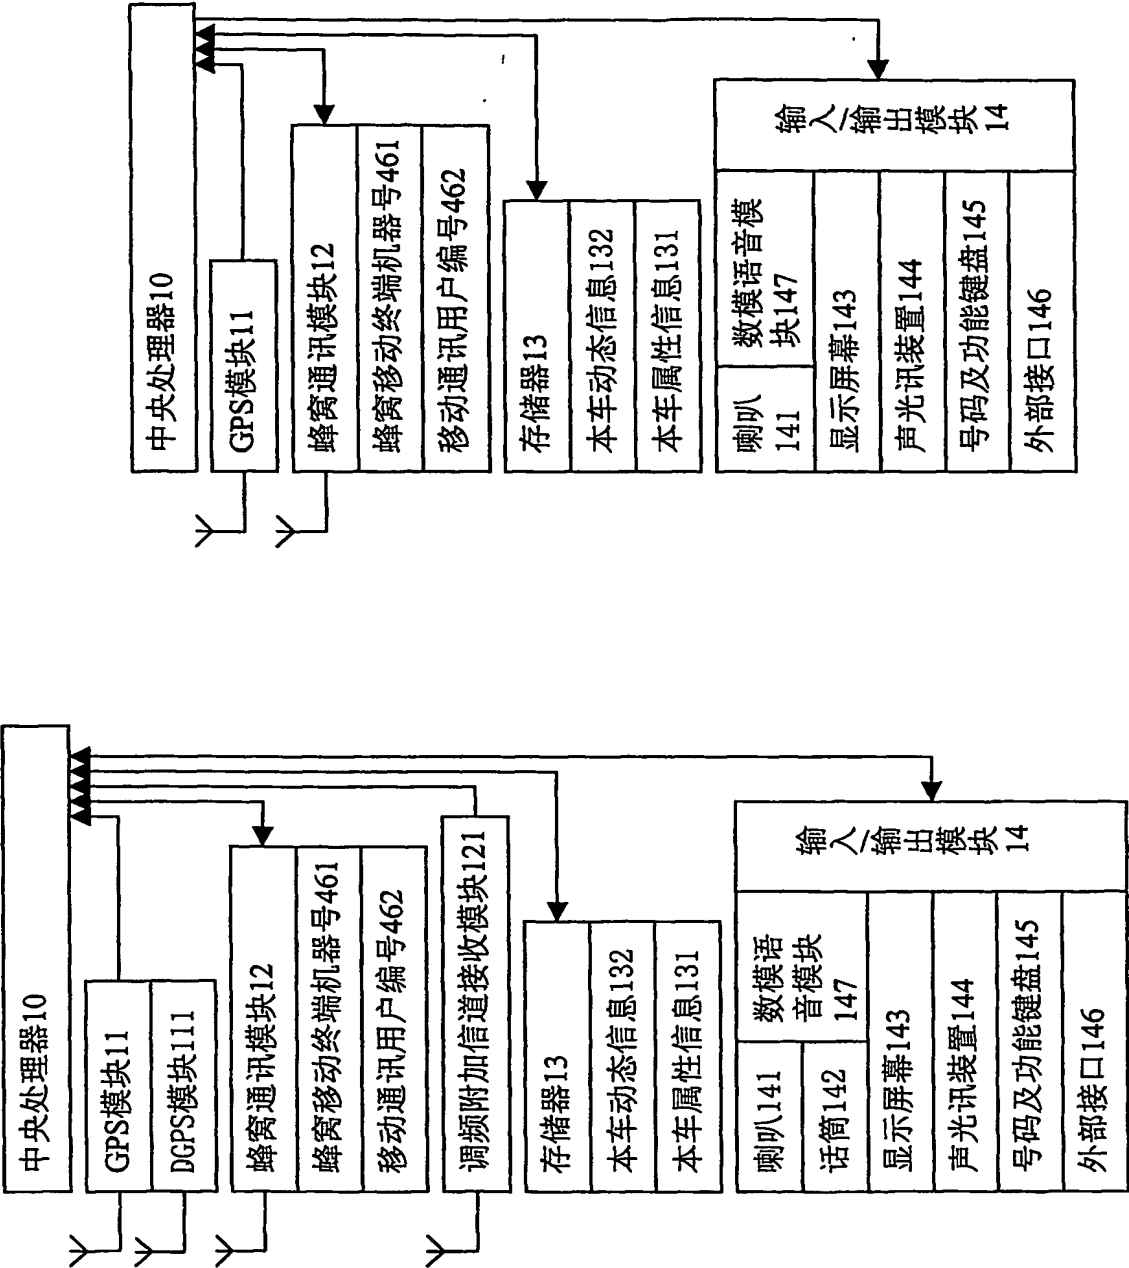 中央处理器10
GPS模块11
DGPS模块111
蜂窝通讯模块12
蜂窝移动终端机器号461
移动通讯用户编号462
调频附加信道接收模块121
存储器13
本车动态信息132
本车属性信息131
喇叭141
话筒142
数模语
音模块
147
显示屏幕143
声光讯装置144
号码及功能键盘145
外部接口146
输入/输出模块
14
中央处理器10
GPS模块11
蜂窝通讯模块12
蜂窝移动终端机器号461
移动通讯用户编号462
存储器13
本车动态信息132
本车属性信息131
喇叭
141
数模语音模
块147
显示屏幕143
声光讯装置144
号码及功能键盘145
外部接口146
输入/输出模块14